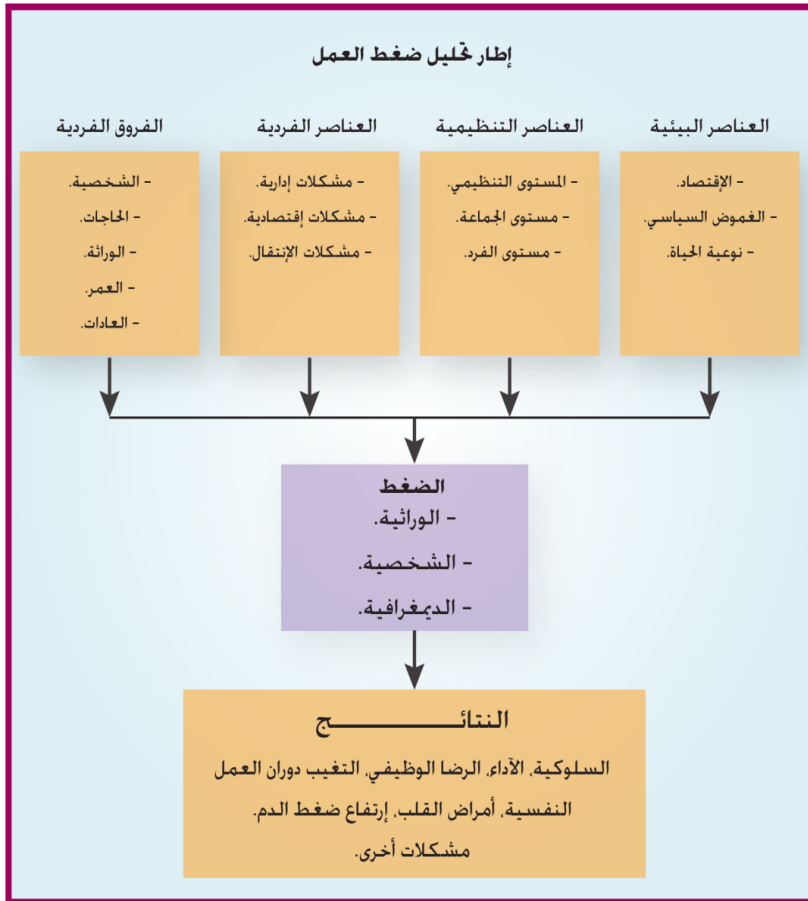 إطار تحليل ضغط العمل
العناصر البيئية
- الإقتصاد.
- الغموض السياسي.
- نوعية الحياة.
العناصر التنظيمية
- المستوى التنظيمي.
- مستوى الجماعة.
- مستوى الفرد.
العناصر الفردية
- مشكلات إدارية.
- مشكلات إقتصادية.
- مشكلات الإنتقال.
الفروق الفردية
- الشخصية.
- الحاجات.
- الوراثة.
- العمر.
- العادات.
الضغط
- الوراثية.
- الشخصية.
- الديمغرافية.
النتائـــــــــج
السلوكية، الآداء، الرضا الوظيفي، التغيب دوران العمل
النفسية، أمراض القلب، إرتفاع ضغط الدم.
مشكلات أخرى.